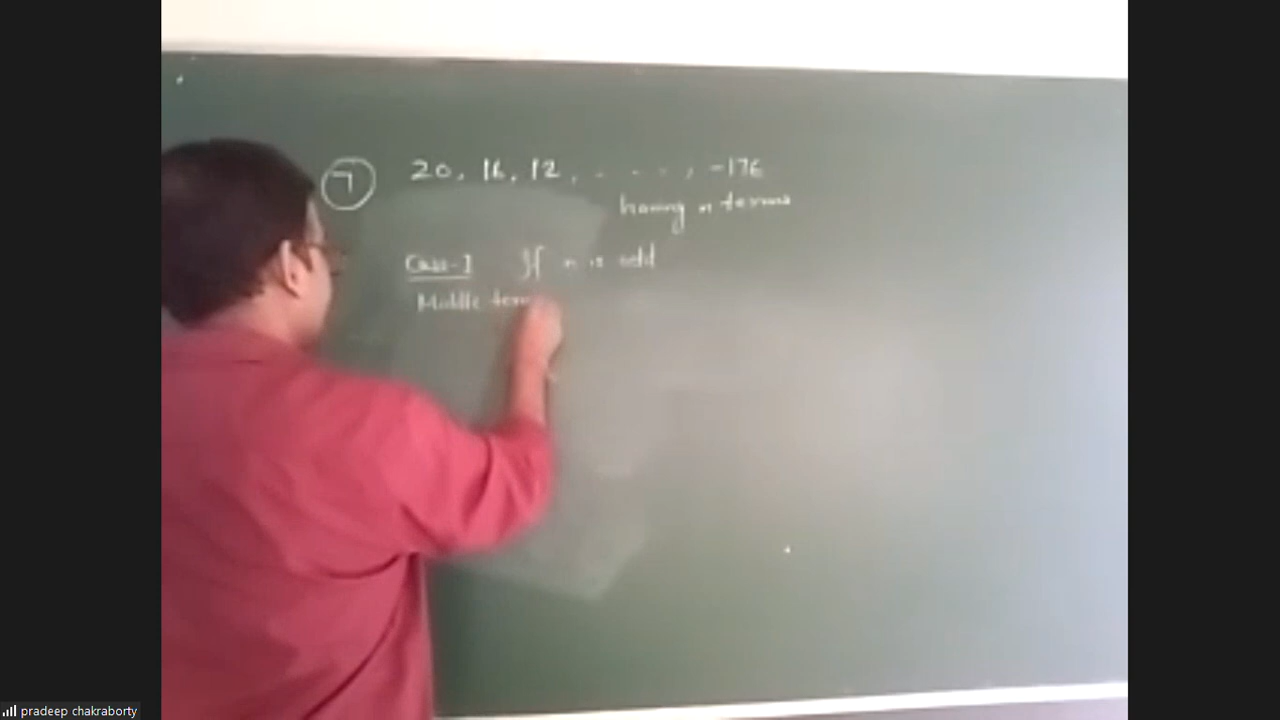 7 20, 16, 12, . . . . , -176
having n terms
Case-I If n is odd
Middle term
pradeep chakraborty